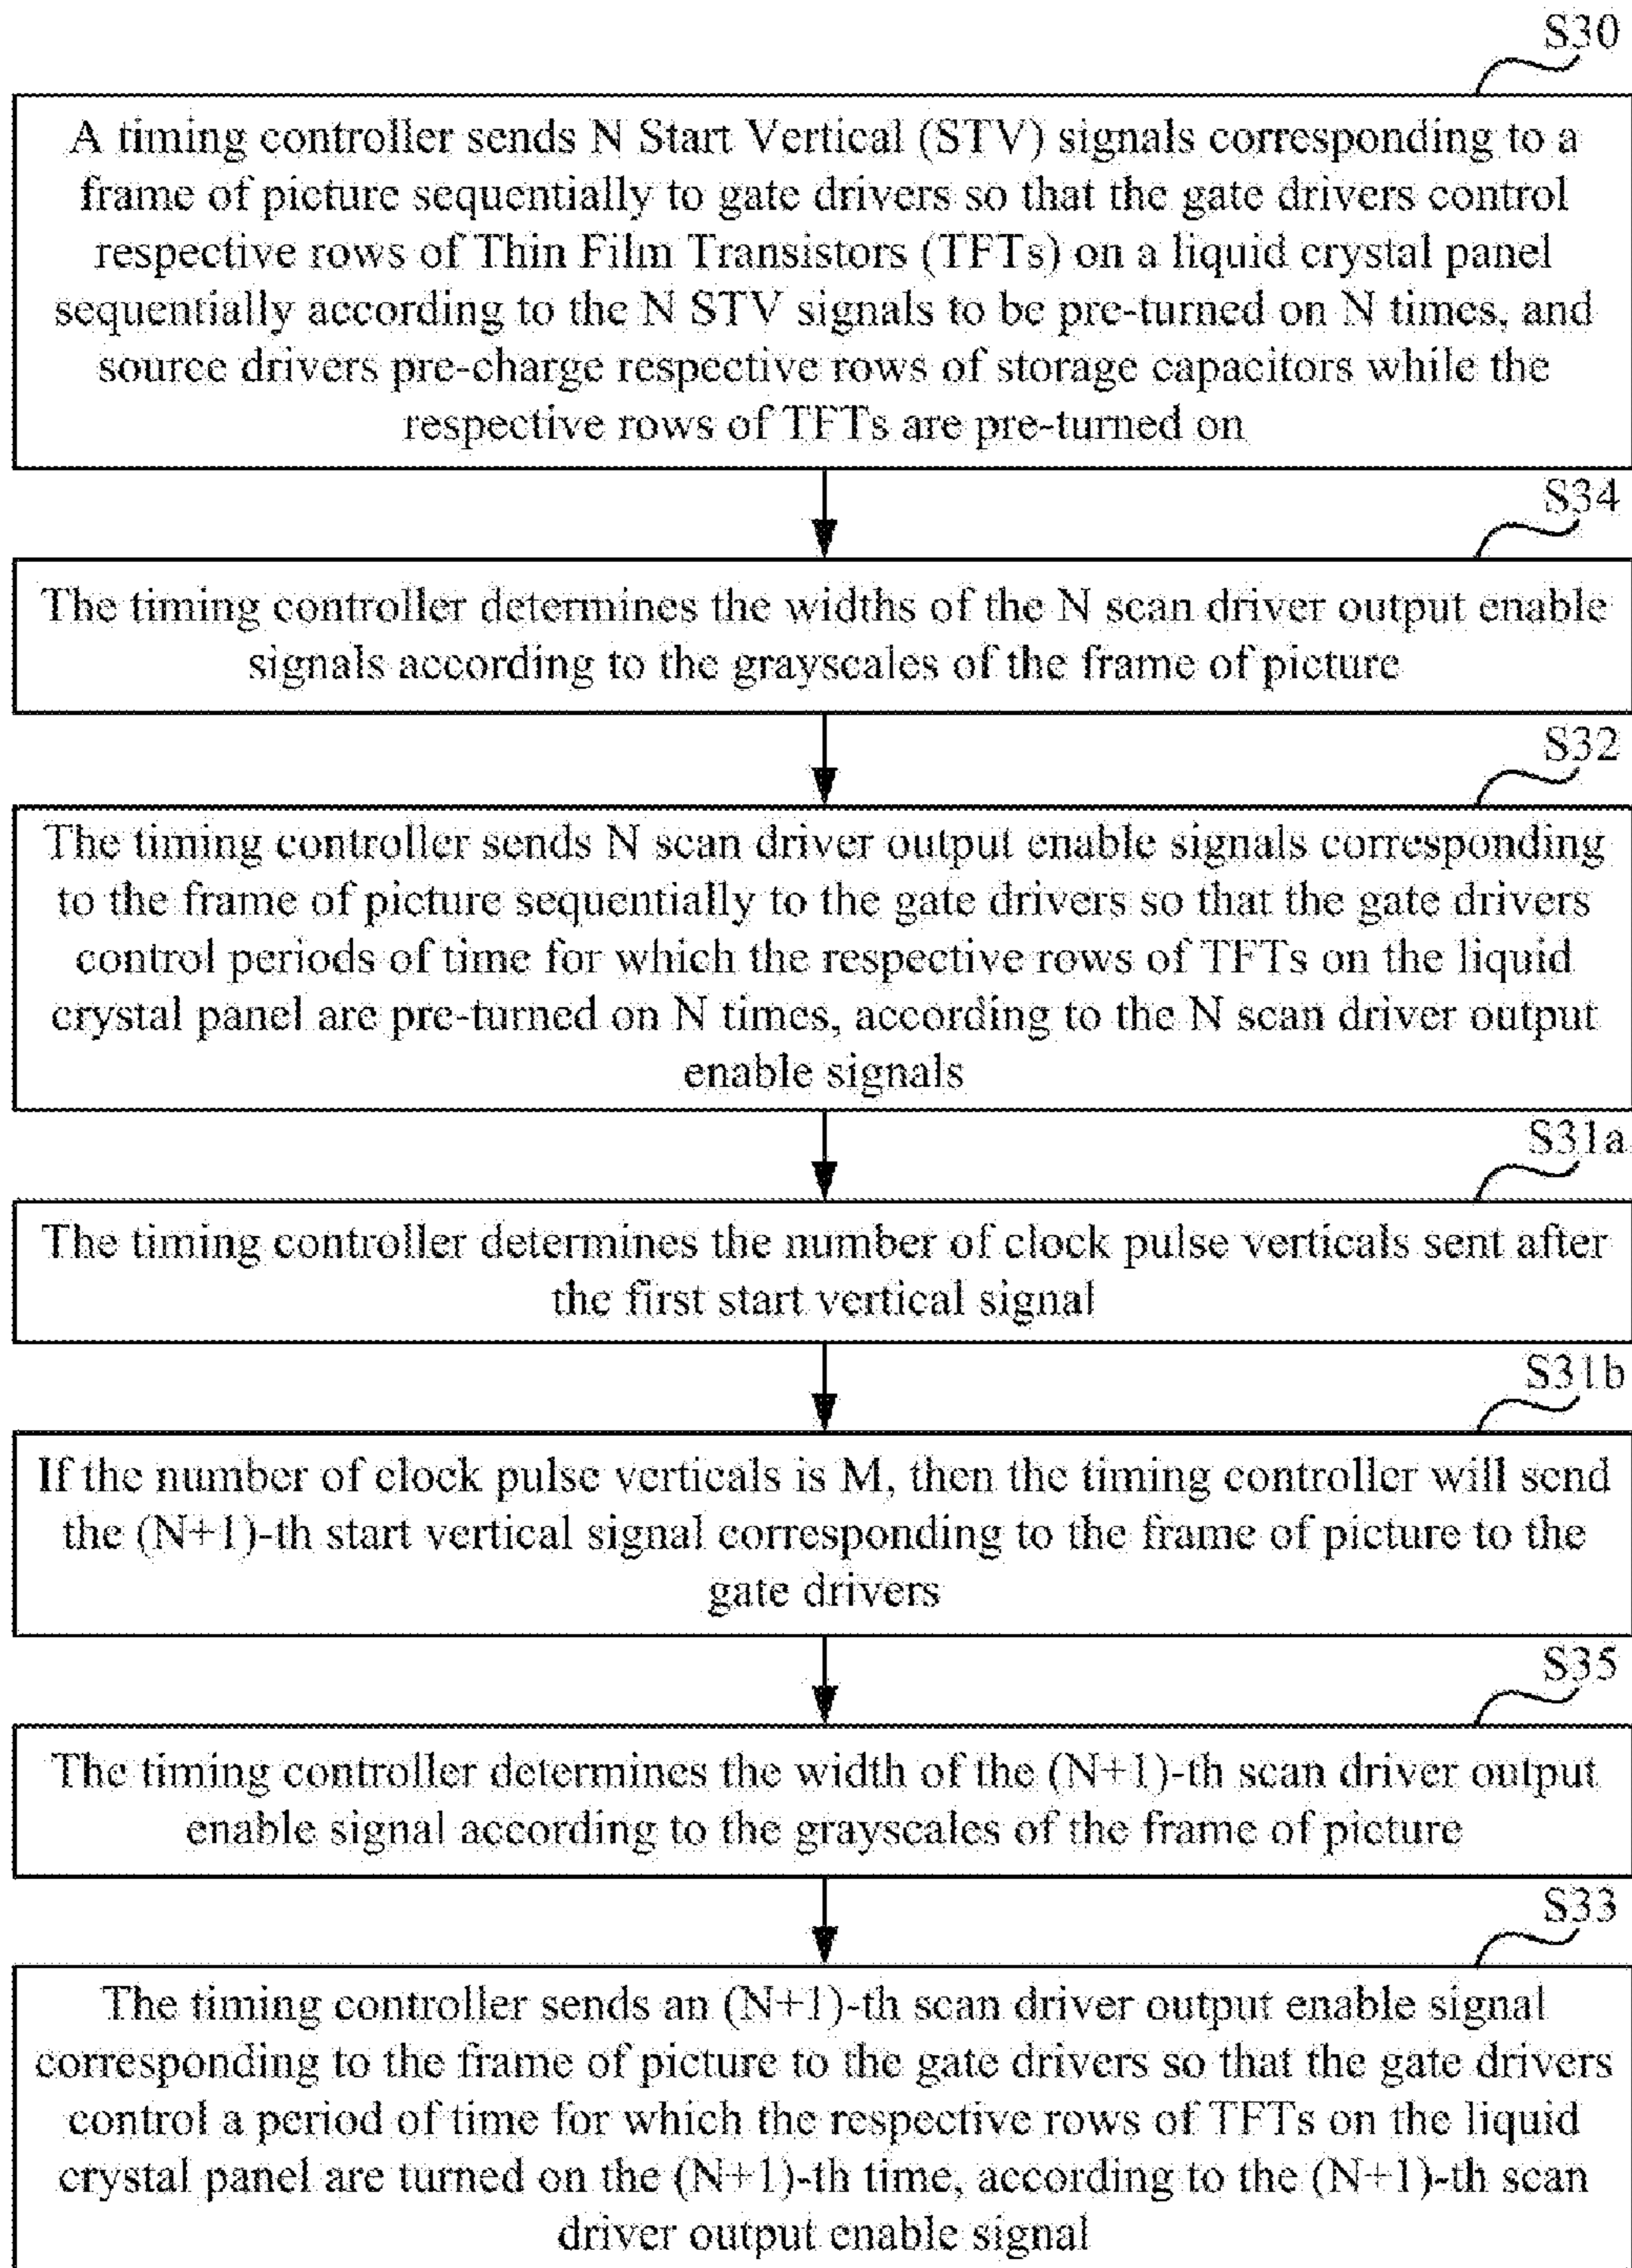 S30
A timing controller sends N Start Vertical (STV) signals corresponding to a
frame of picture sequentially to gate drivers so that the gate drivers control
respective rows of Thin Film Transistors (TFTs) on a liquid crystal panel
sequentially according to the N STV signals to be pre-turned on N times, and
source drivers pre-charge respective rows of storage capacitors while the
respective rows of TFTs are pre-turned on
S34
The timing controller determines the widths of the N scan driver output enable
signals according to the grayscales of the frame of picture
S32
The timing controller sends N scan driver output enable signals corresponding
to the frame of picture sequentially to the gate drivers so that the gate drivers
control periods of time for which the respective rows of TFTs on the liquid
crystal panel are pre-turned on N times, according to the N scan driver output
enable signals
S31a
The timing controller determines the number of clock pulse verticals sent after
the first start vertical signal
S31b
If the number of clock pulse verticals is M, then the timing controller will send
the (N+1)-th start vertical signal corresponding to the frame of picture to the
gate drivers
S35
The timing controller determines the width of the (N+1)-th scan driver output
enable signal according to the grayscales of the frame of picture
S33
The timing controller sends an (N+1)-th scan driver output enable signal
corresponding to the frame of picture to the gate drivers so that the gate drivers
control a period of time for which the respective rows of TFTs on the liquid
crystal panel are turned on the (N+1)-th time, according to the (N+1)-th scan
driver output enable signal